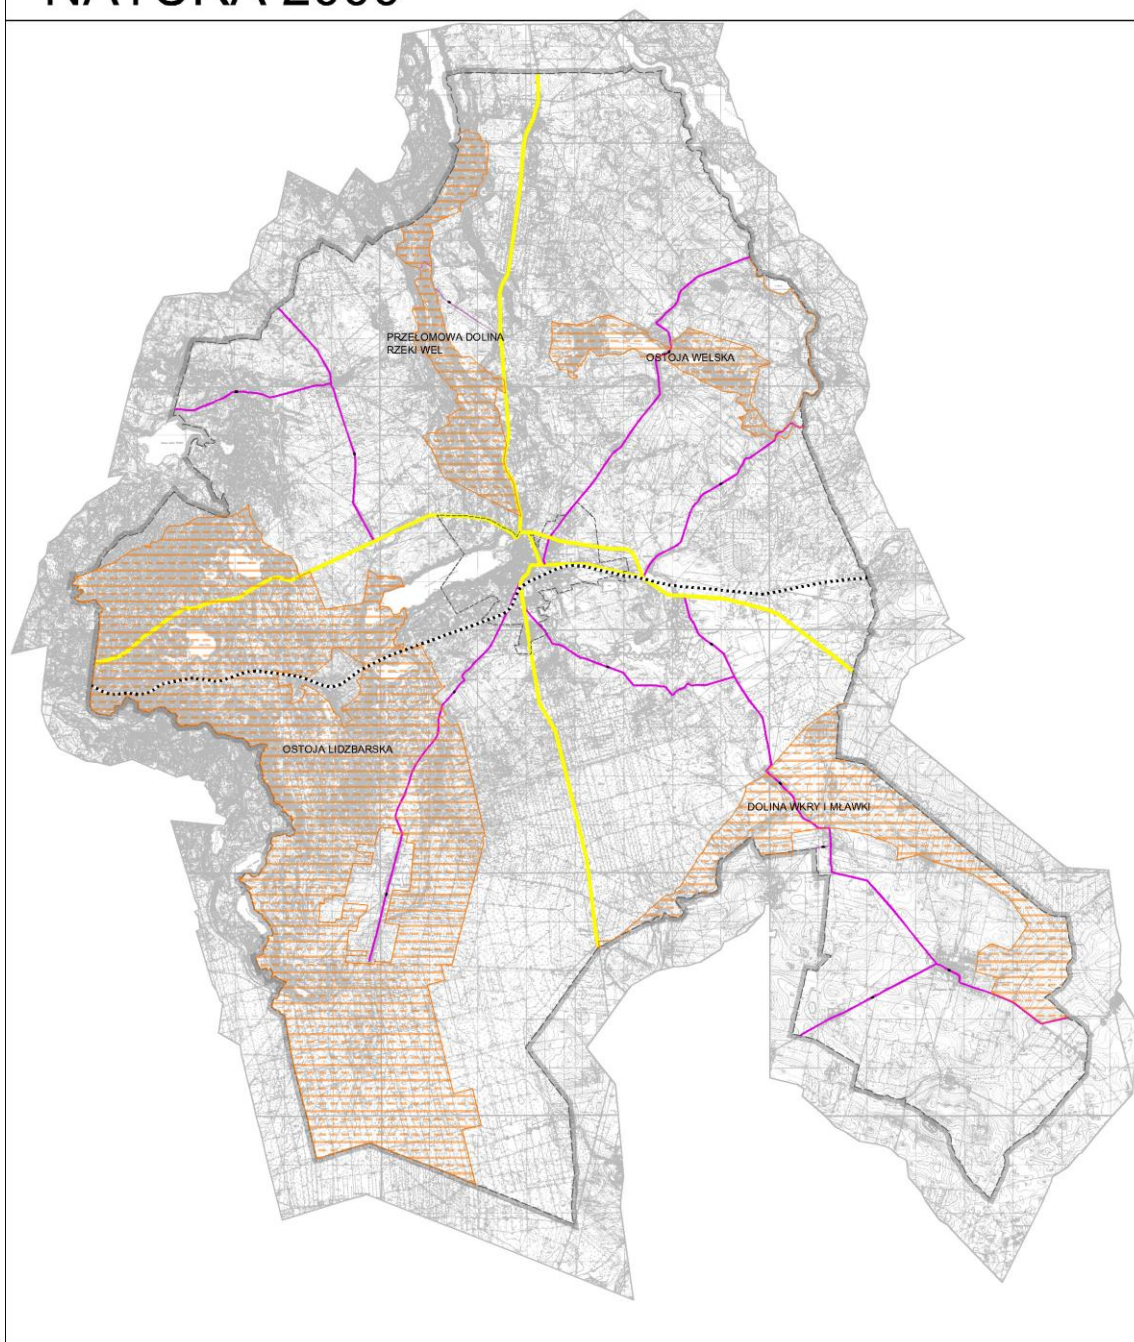 NATURA 2000
PRZEŁOMOWA DOLINA
RZEKI WEL
OSTOJA WELSKA
OSTOJA LIDZBARSKA
DOLINA WKRY I MŁAWKI